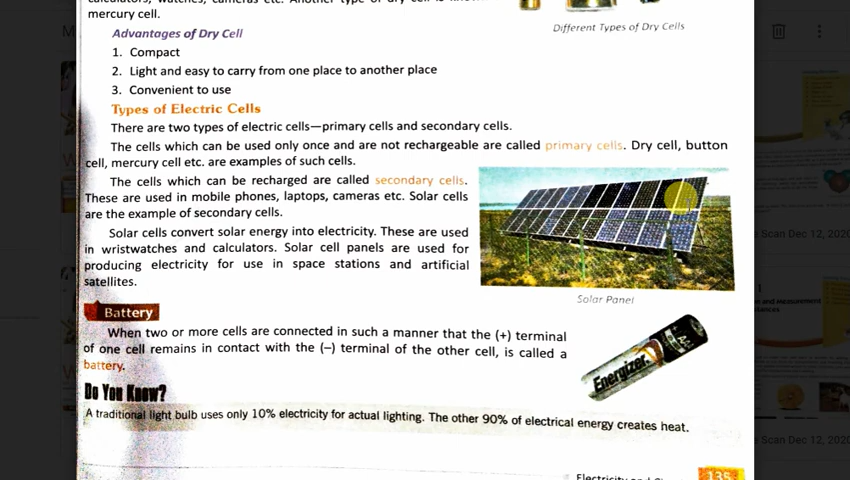 mercury cell.
Different Types of Dry Cells
Advantages of Dry Cell
1. Compact
2. Light and easy to carry from one place to another place
3. Convenient to use
Types of Electric Cells
There are two types of electric cells—primary cells and secondary cells.
The cells which can be used only once and are not rechargeable are called primary cells. Dry cell, button
cell, mercury cell etc. are examples of such cells.
The cells which can be recharged are called secondary cells.
These are used in mobile phones, laptops, cameras etc. Solar cells
are the example of secondary cells.
Solar cells convert solar energy into electricity. These are used
in wristwatches and calculators. Solar cell panels are used for
producing electricity for use in space stations and artificial
satellites.
Solar Panel
Battery
When two or more cells are connected in such a manner that the (+) terminal
of one cell remains in contact with the (−) terminal of the other cell, is called a
battery.
Energizer
Do You Know?
A traditional light bulb uses only 10% electricity for actual lighting. The other 90% of electrical energy creates heat.
135
Scan Dec 12, 2020
Scan Dec 12, 2020